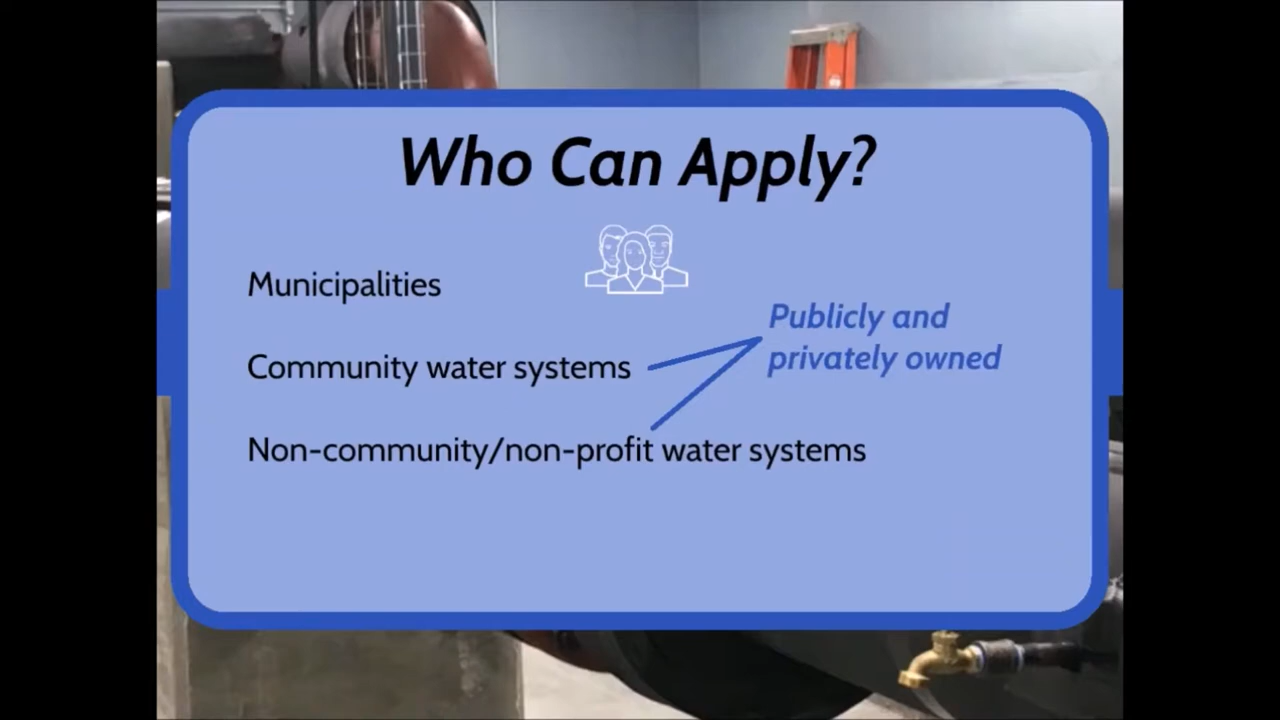 Who Can Apply?
Municipalities
Publicly and
privately owned
Community water systems
Non-community/non-profit water systems